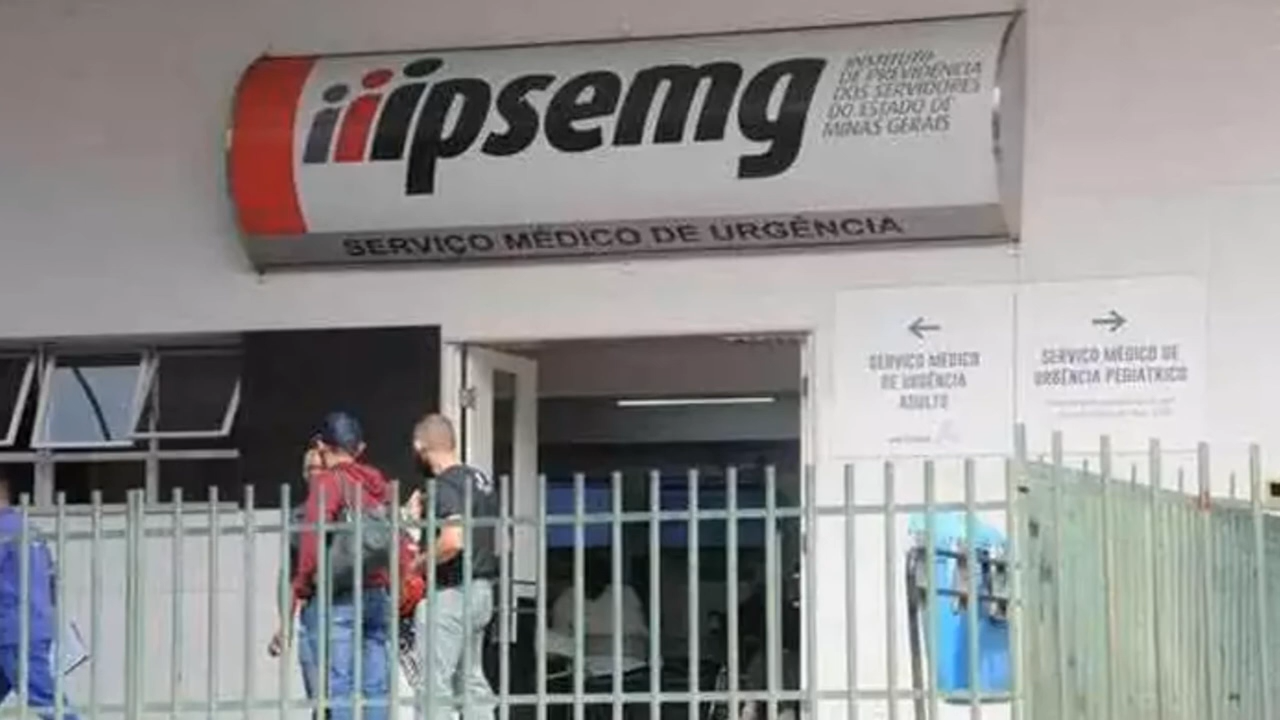 ipsemg
INSTITUTO
DE PREVIDÊNCIA
DOS SERVIDORES
DO ESTADO DE
MINAS GERAIS
SERVIÇO MÉDICO DE URGÊNCIA
←
SERVIÇO MÉDICO
DE URGÊNCIA
ADULTO
→
SERVIÇO MÉDICO DE
URGÊNCIA PEDIÁTRICO